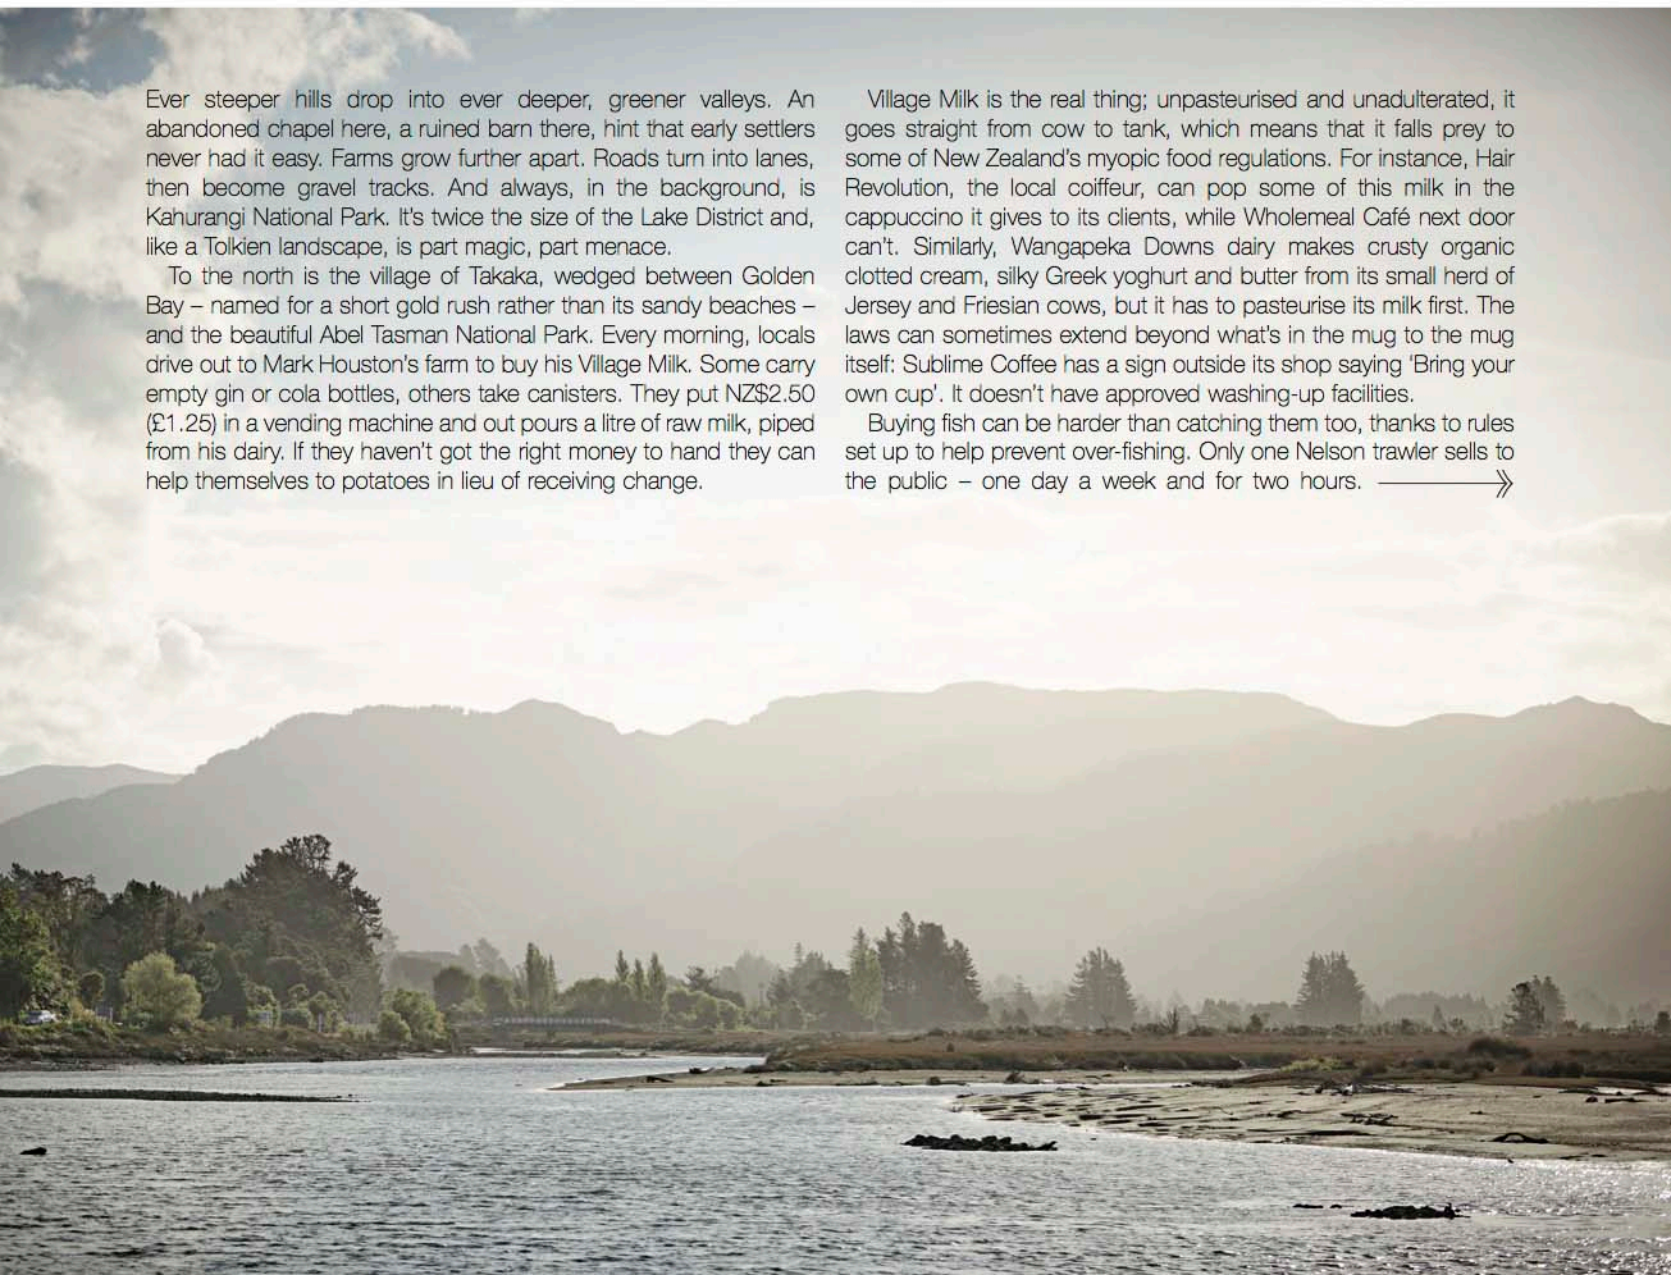 Ever steeper hills drop into ever deeper, greener valleys. An
abandoned chapel here, a ruined barn there, hint that early settlers
never had it easy. Farms grow further apart. Roads turn into lanes,
then become gravel tracks. And always, in the background, is
Kahurangi National Park. It's twice the size of the Lake District and,
like a Tolkien landscape, is part magic, part menace.
To the north is the village of Takaka, wedged between Golden
Bay – named for a short gold rush rather than its sandy beaches –
and the beautiful Abel Tasman National Park. Every morning, locals
drive out to Mark Houston's farm to buy his Village Milk. Some carry
empty gin or cola bottles, others take canisters. They put NZ$2.50
(£1.25) in a vending machine and out pours a litre of raw milk, piped
from his dairy. If they haven't got the right money to hand they can
help themselves to potatoes in lieu of receiving change.
Village Milk is the real thing; unpasteurised and unadulterated, it
goes straight from cow to tank, which means that it falls prey to
some of New Zealand's myopic food regulations. For instance, Hair
Revolution, the local coiffeur, can pop some of this milk in the
cappuccino it gives to its clients, while Wholemeal Café next door
can't. Similarly, Wangapeka Downs dairy makes crusty organic
clotted cream, silky Greek yoghurt and butter from its small herd of
Jersey and Friesian cows, but it has to pasteurise its milk first. The
laws can sometimes extend beyond what's in the mug to the mug
itself: Sublime Coffee has a sign outside its shop saying 'Bring your
own cup'. It doesn't have approved washing-up facilities.
Buying fish can be harder than catching them too, thanks to rules
set up to help prevent over-fishing. Only one Nelson trawler sells to
the public – one day a week and for two hours.